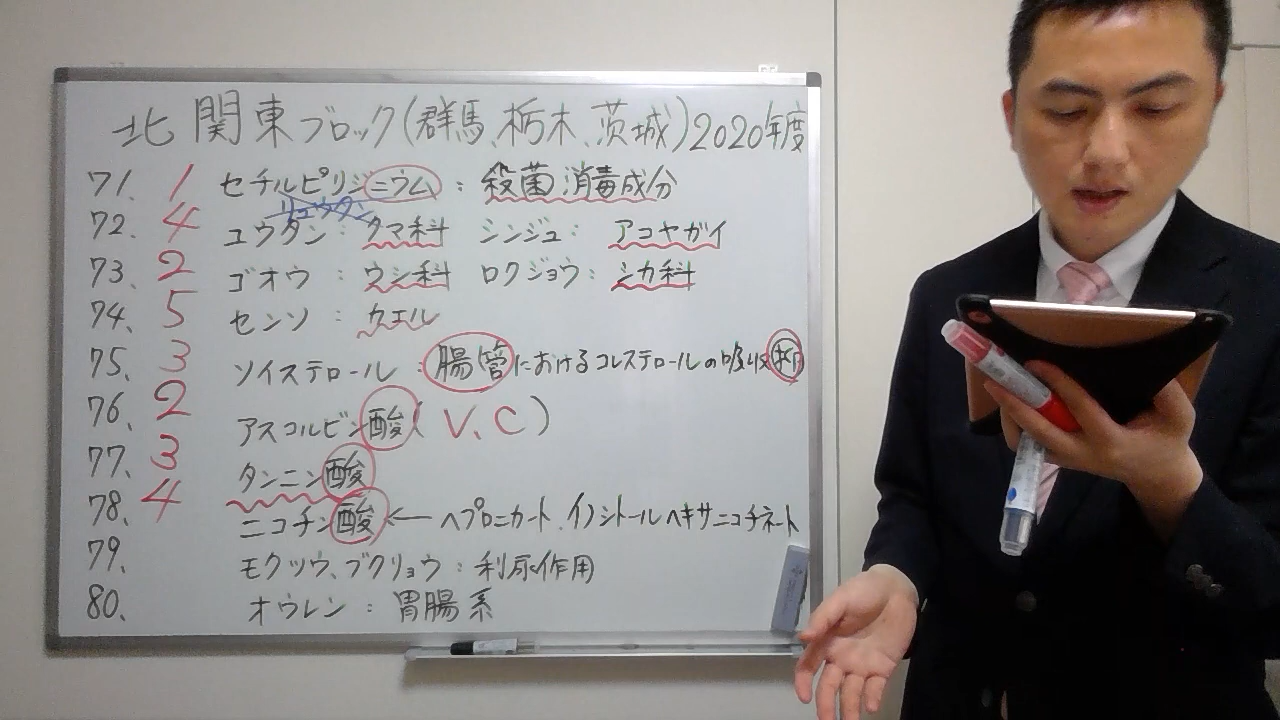 北関東ブロック(群馬、栃木、茨城)2020年度
71. 1 セチルピリジニウム : 殺菌消毒成分
リュウタン
72. 4 ユウタン : クマ科 シンジュ : アコヤガイ
73. 2 ゴオウ : ウシ科 ロクジョウ : シカ科
74. 5 センソ : カエル
75. 3 ソイステロール : 腸管におけるコレステロールの吸収抑
76. 2 アスコルビン酸(V.C)
77. 3 タンニン酸
78. 4 ニコチン酸 ← ヘプロニカート、イノシトールヘキサニコチネート
79. モクツウ、ブクリョウ : 利尿作用
80. オウレン : 胃腸系